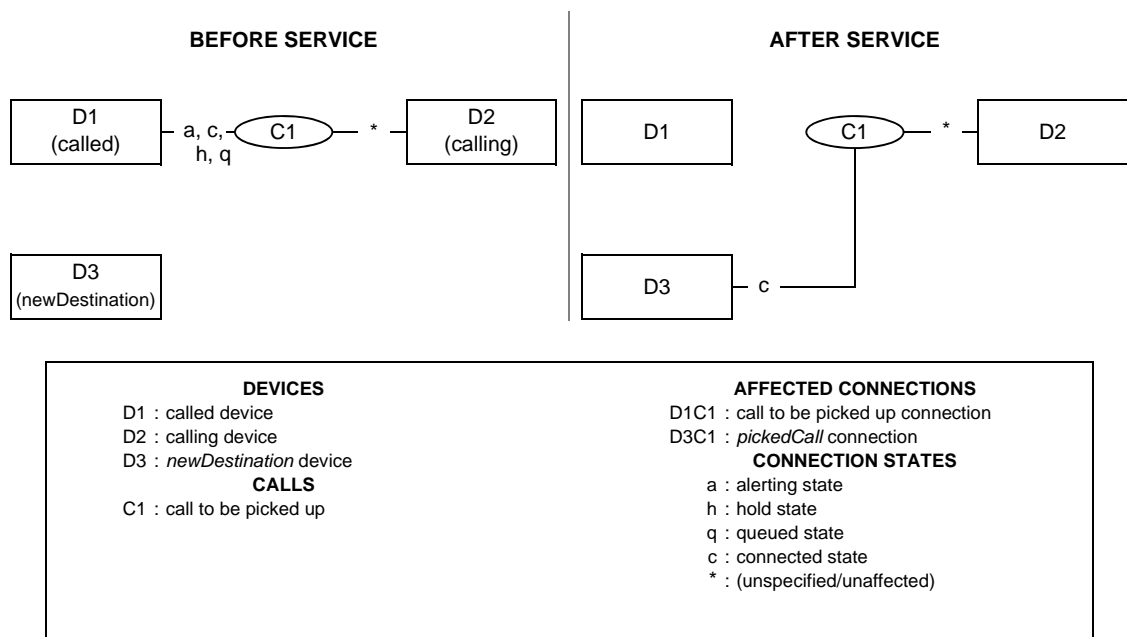 BEFORE SERVICE
AFTER SERVICE
D1
(called)
a, c,
h, q
C1
*
D2
(calling)
D1
C1
*
D2
D3
(newDestination)
D3
c
DEVICES
D1 : called device
D2 : calling device
D3 : newDestination device
CALLS
C1 : call to be picked up
AFFECTED CONNECTIONS
D1C1 : call to be picked up connection
D3C1 : pickedCall connection
CONNECTION STATES
a : alerting state
h : hold state
q : queued state
c : connected state
* : (unspecified/unaffected)